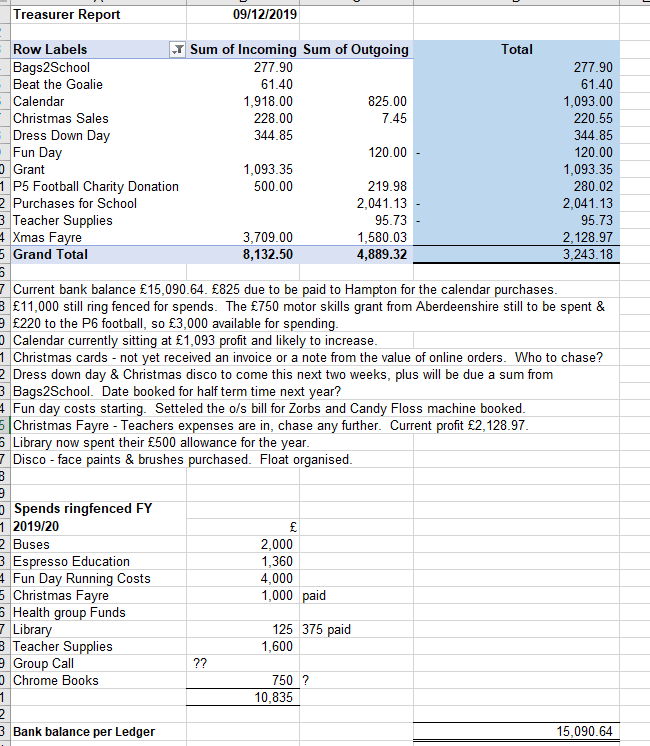 Treasurer Report 09/12/2019
Row Labels Sum of Incoming Sum of Outgoing Total
Bags2School 277.90 277.90
Beat the Goalie 61.40 61.40
Calendar 1,918.00 825.00 1,093.00
Christmas Sales 228.00 7.45 220.55
Dress Down Day 344.85 344.85
Fun Day 120.00 - 120.00
Grant 1,093.35 1,093.35
P5 Football Charity Donation 500.00 219.98 280.02
Purchases for School 2,041.13 - 2,041.13
Teacher Supplies 95.73 - 95.73
Xmas Fayre 3,709.00 1,580.03 2,128.97
Grand Total 8,132.50 4,889.32 3,243.18
Current bank balance £15,090.64. £825 due to be paid to Hampton for the calendar purchases.
£11,000 still ring fenced for spends. The £750 motor skills grant from Aberdeenshire still to be spent &
£220 to the P6 football, so £3,000 available for spending.
Calendar currently sitting at £1,093 profit and likely to increase.
Christmas cards - not yet received an invoice or a note from the value of online orders. Who to chase?
Dress down day & Christmas disco to come this next two weeks, plus will be due a sum from
Bags2School. Date booked for half term time next year?
Fun day costs starting. Setteled the o/s bill for Zorbs and Candy Floss machine booked.
Christmas Fayre - Teachers expenses are in, chase any further. Current profit £2,128.97.
Library now spent their £500 allowance for the year.
Disco - face paints & brushes purchased. Float organised.
Spends ringfenced FY
2019/20 £
Buses 2,000
Espresso Education 1,360
Fun Day Running Costs 4,000
Christmas Fayre 1,000 paid
Health group Funds
Library 125 375 paid
Teacher Supplies 1,600
Group Call ??
Chrome Books 750 ?
10,835
Bank balance per Ledger 15,090.64